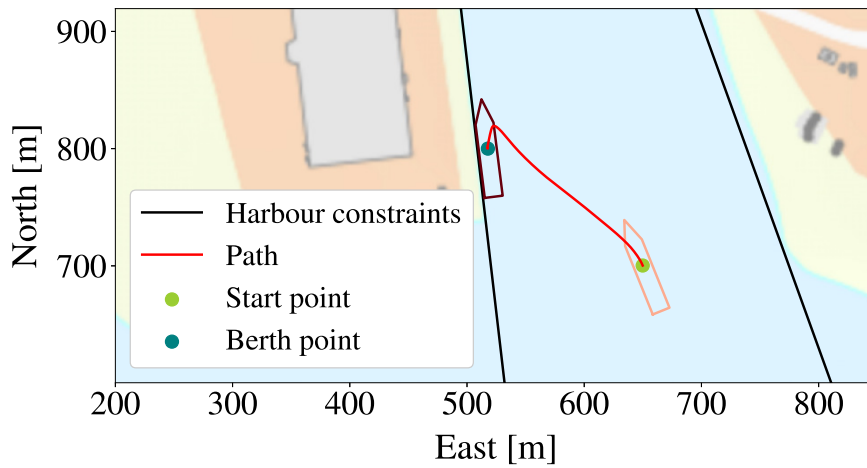 900
800
700
North [m]
Harbour constraints
Path
Start point
Berth point
200 300 400 500 600 700 800
East [m]